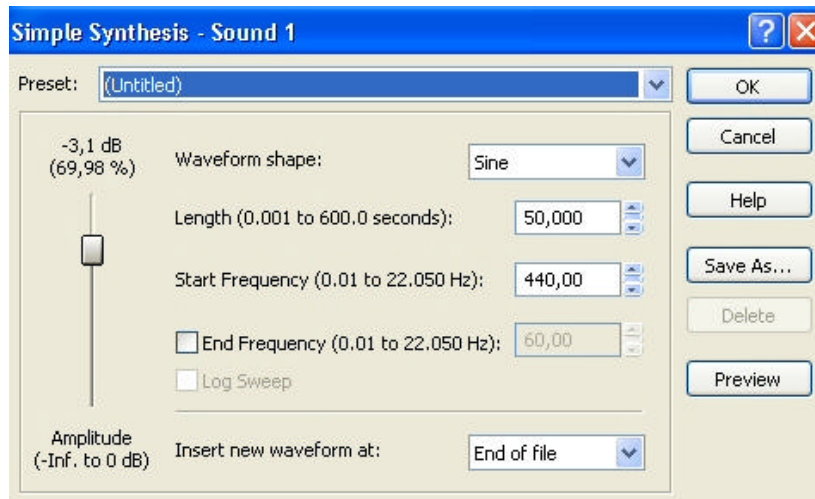 Simple Synthesis - Sound 1
Preset: (Untitled)
OK
-3,1 dB
(69,98 %)
Waveform shape: Sine
Cancel
Length (0.001 to 600.0 seconds): 50,000
Help
Start Frequency (0.01 to 22.050 Hz): 440,00
Save As...
End Frequency (0.01 to 22.050 Hz): 60,00
Delete
Log Sweep
Preview
Amplitude
(-Inf. to 0 dB)
Insert new waveform at: End of file